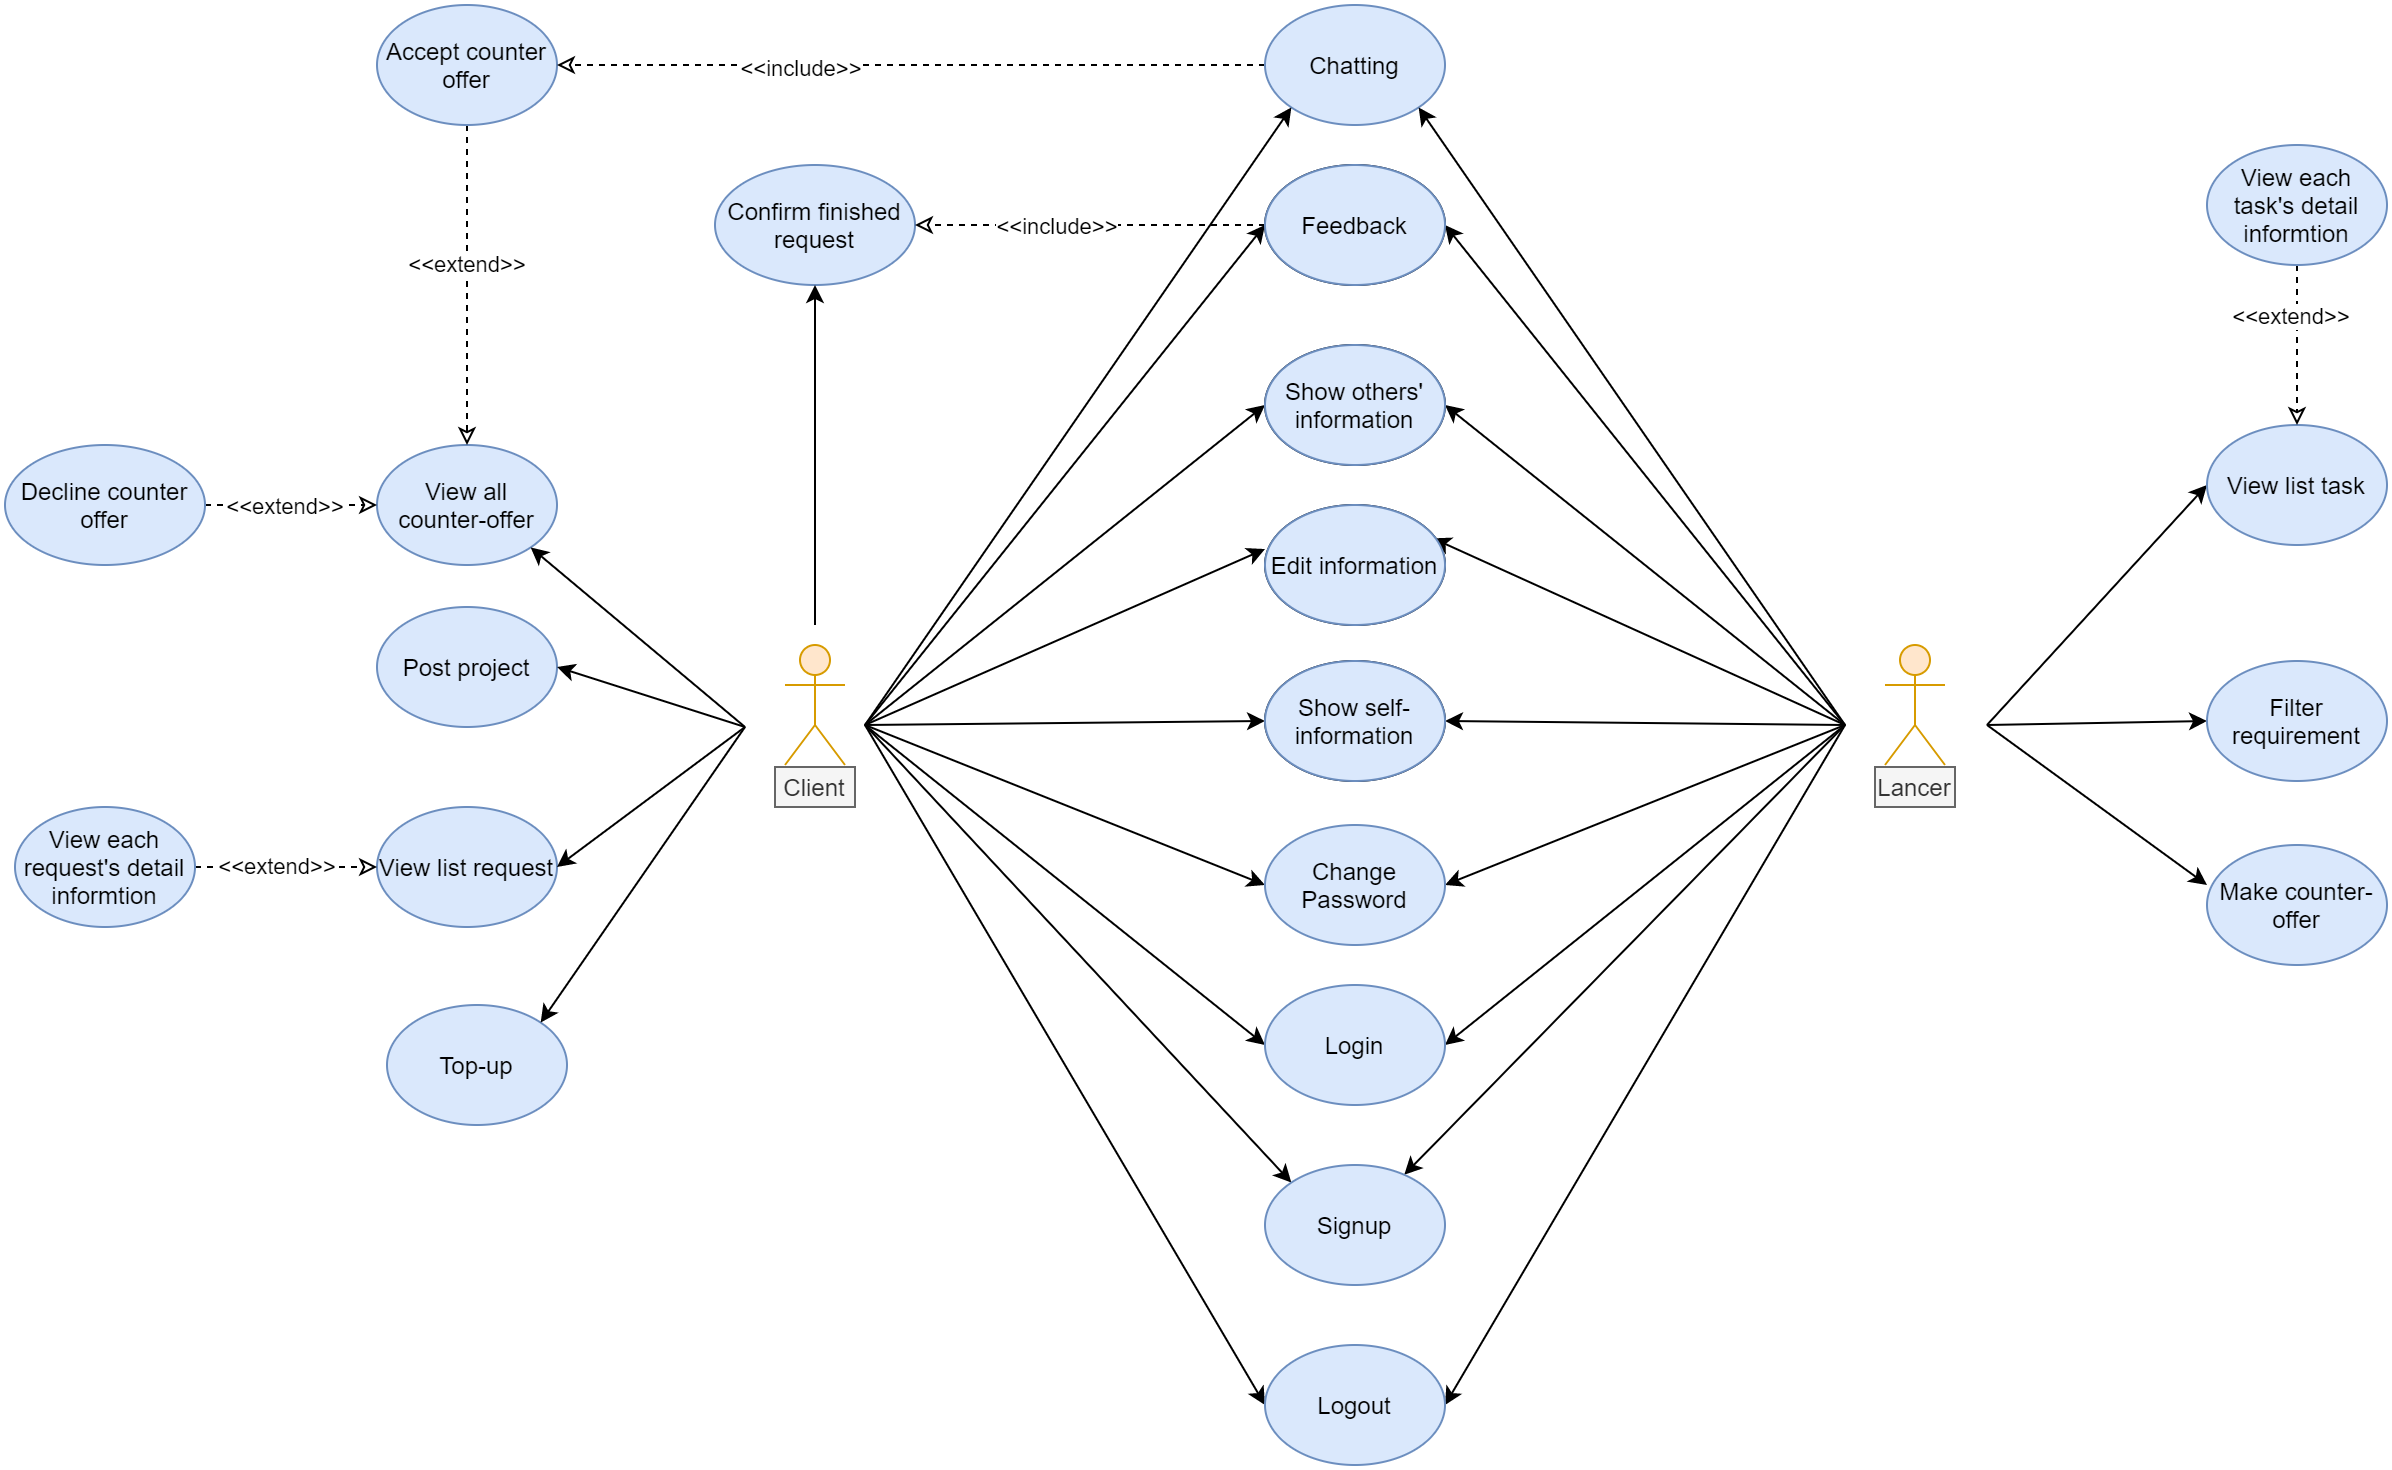 Accept counter
offer
<<include>>
Chatting
Confirm finished
request
<<include>>
Feedback
View each
task's detail
informtion
<<extend>>
<<extend>>
Show others'
information
Decline counter
offer
<<extend>>
View all
counter-offer
View list task
Edit information
Post project
Show self-
information
Filter
requirement
Client
Lancer
View each
request's detail
informtion
<<extend>>
View list request
Change
Password
Make counter-
offer
Top-up
Login
Signup
Logout